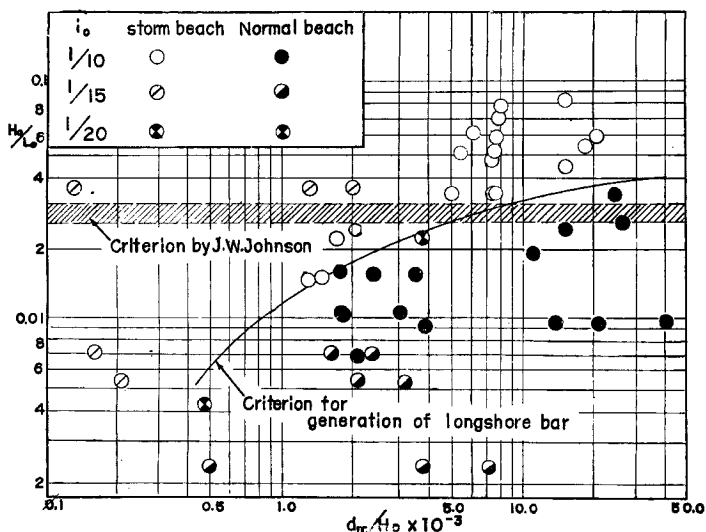 i₀ storm beach Normal beach
1/10
1/15
1/20
0.1
8
H₀/L₀ 6
4
2
0.01
8
6
4
2
Criterion by J.W.Johnson
Criterion for
generation of longshore bar
0.1 0.5 1.0 5.0 10.0 50.0
dm/H₀ ×10⁻³